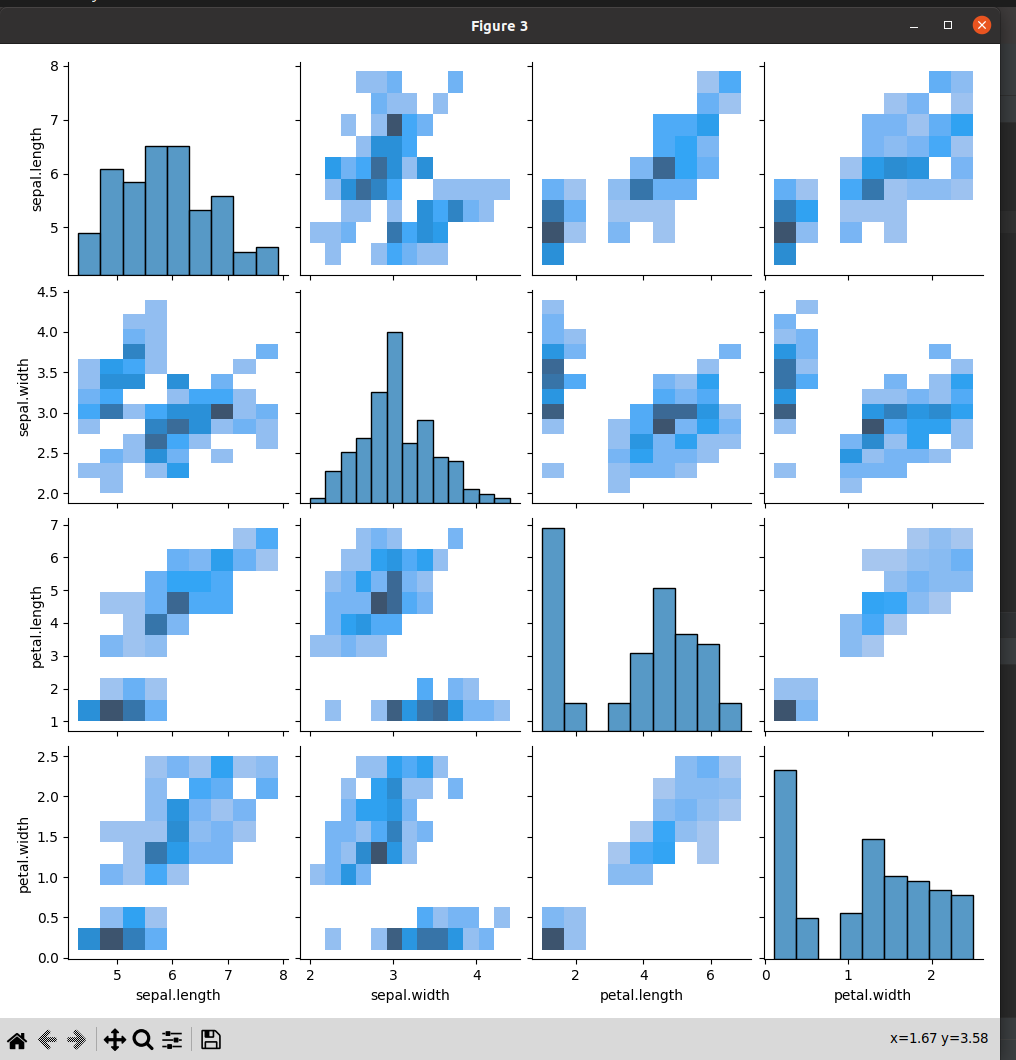 Figure 3
8
7
6
5
sepal.length
4.5
4.0
3.5
3.0
2.5
2.0
sepal.width
7
6
5
4
3
2
1
petal.length
2.5
2.0
1.5
1.0
0.5
0.0
petal.width
5 6 7 8
sepal.length
2 3 4
sepal.width
2 4 6
petal.length
0 1 2
petal.width
x=1.67 y=3.58